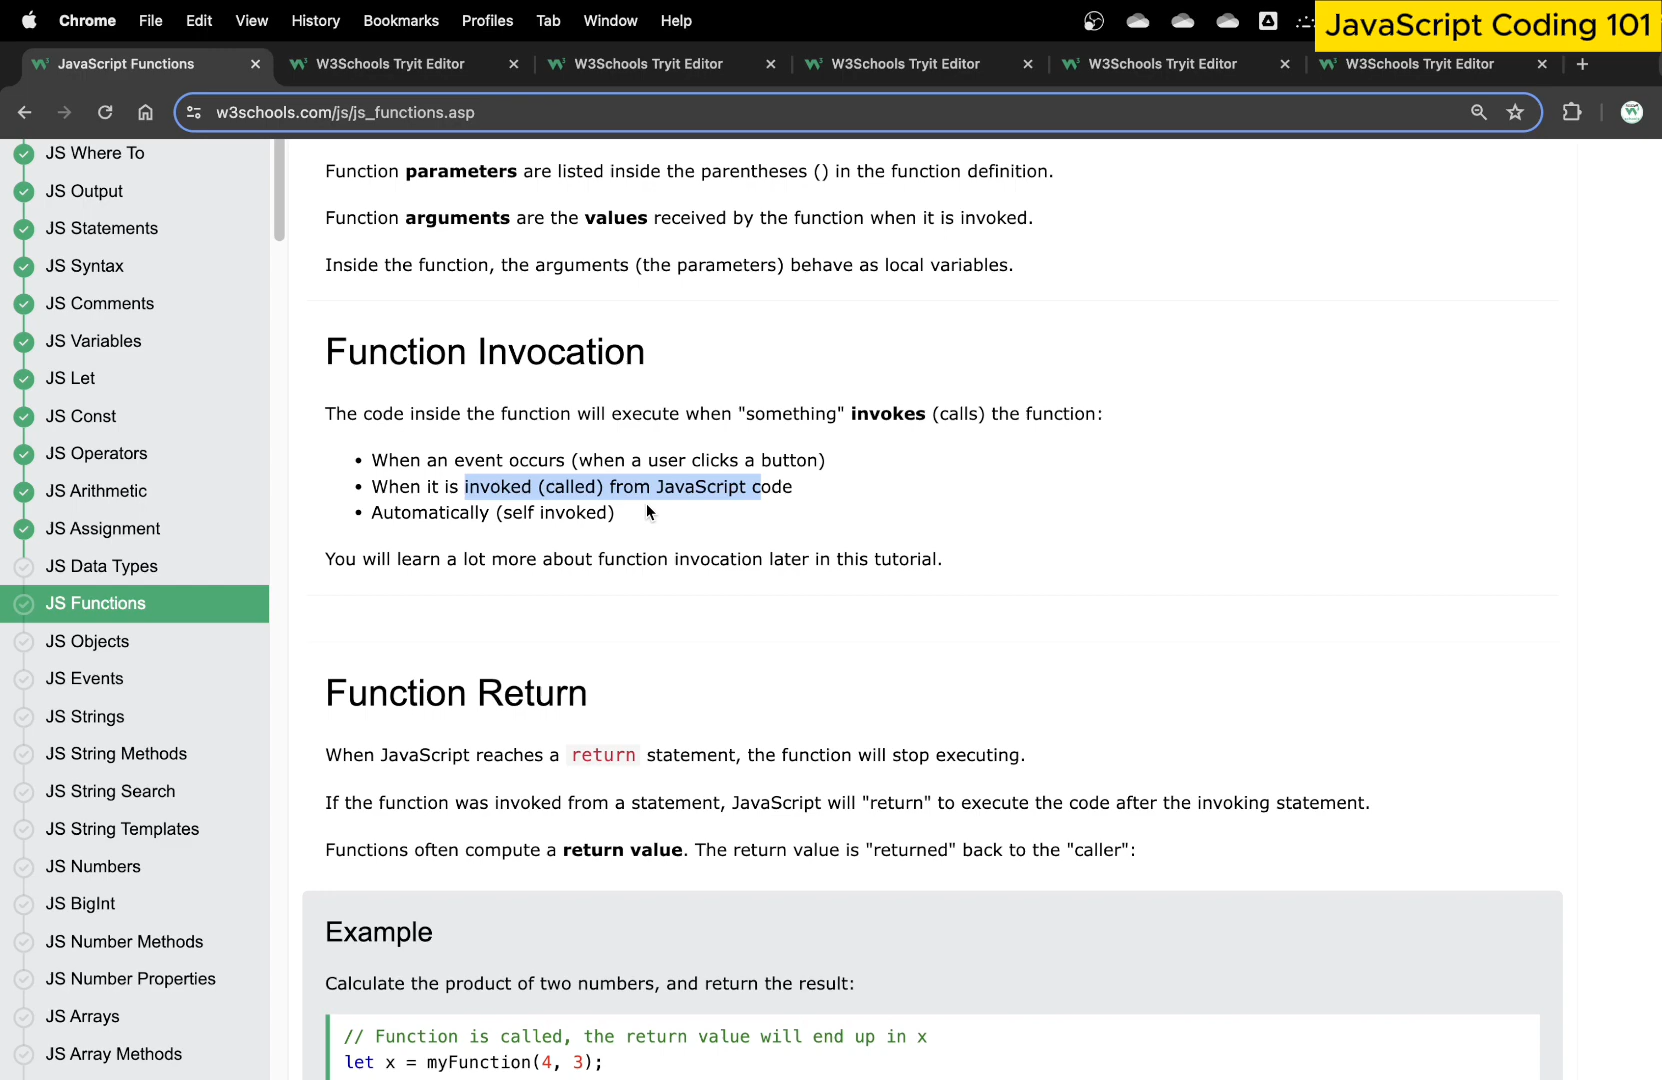 Chrome File Edit View History Bookmarks Profiles Tab Window Help
JavaScript Coding 101
JavaScript Functions
W3Schools Tryit Editor
W3Schools Tryit Editor
W3Schools Tryit Editor
W3Schools Tryit Editor
W3Schools Tryit Editor
w3schools.com/js/js_functions.asp
JS Where To
JS Output
JS Statements
JS Syntax
JS Comments
JS Variables
JS Let
JS Const
JS Operators
JS Arithmetic
JS Assignment
JS Data Types
JS Functions
JS Objects
JS Events
JS Strings
JS String Methods
JS String Search
JS String Templates
JS Numbers
JS BigInt
JS Number Methods
JS Number Properties
JS Arrays
JS Array Methods
Function parameters are listed inside the parentheses () in the function definition.
Function arguments are the values received by the function when it is invoked.
Inside the function, the arguments (the parameters) behave as local variables.
Function Invocation
The code inside the function will execute when "something" invokes (calls) the function:
• When an event occurs (when a user clicks a button)
• When it is invoked (called) from JavaScript code
• Automatically (self invoked)
You will learn a lot more about function invocation later in this tutorial.
Function Return
When JavaScript reaches a return statement, the function will stop executing.
If the function was invoked from a statement, JavaScript will "return" to execute the code after the invoking statement.
Functions often compute a return value. The return value is "returned" back to the "caller":
Example
Calculate the product of two numbers, and return the result:
// Function is called, the return value will end up in x
let x = myFunction(4, 3);